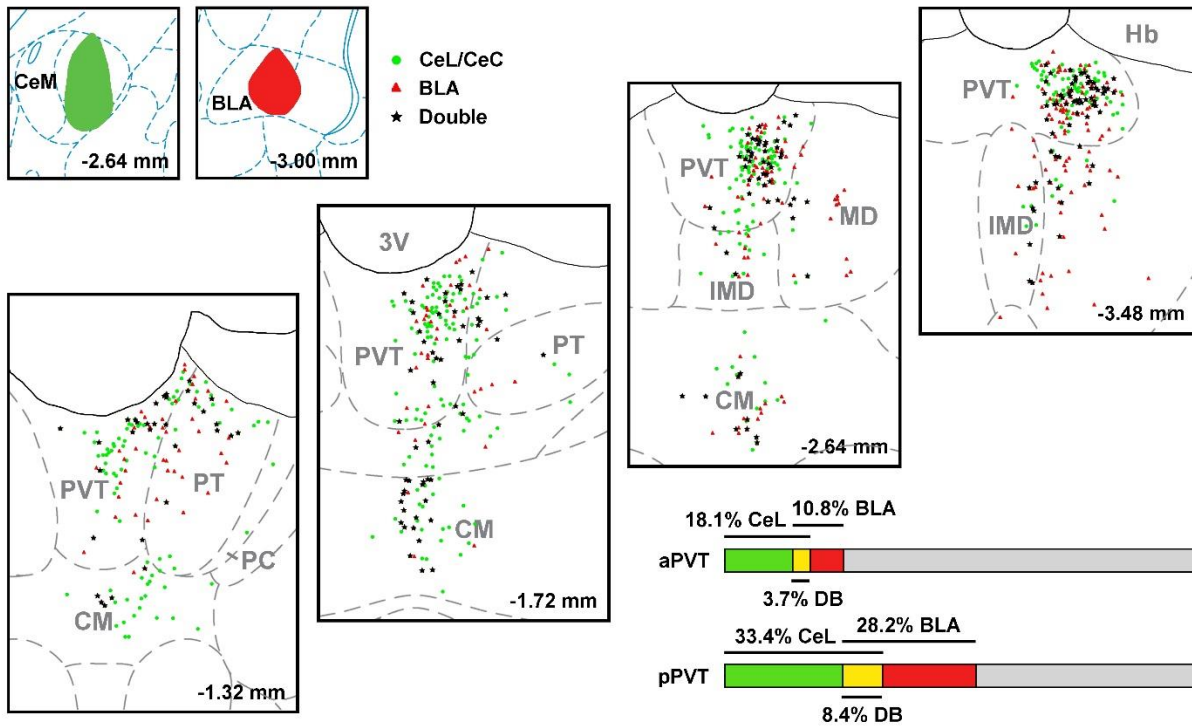 CeM
-2.64 mm
BLA
-3.00 mm
CeL/CeC
BLA
Double
Hb
PVT
IMD
-3.48 mm
PVT
MD
IMD
CM
-2.64 mm
3V
PVT
PT
CM
-1.72 mm
PVT
PT
PC
CM
-1.32 mm
18.1% CeL
10.8% BLA
aPVT
3.7% DB
33.4% CeL
28.2% BLA
pPVT
8.4% DB